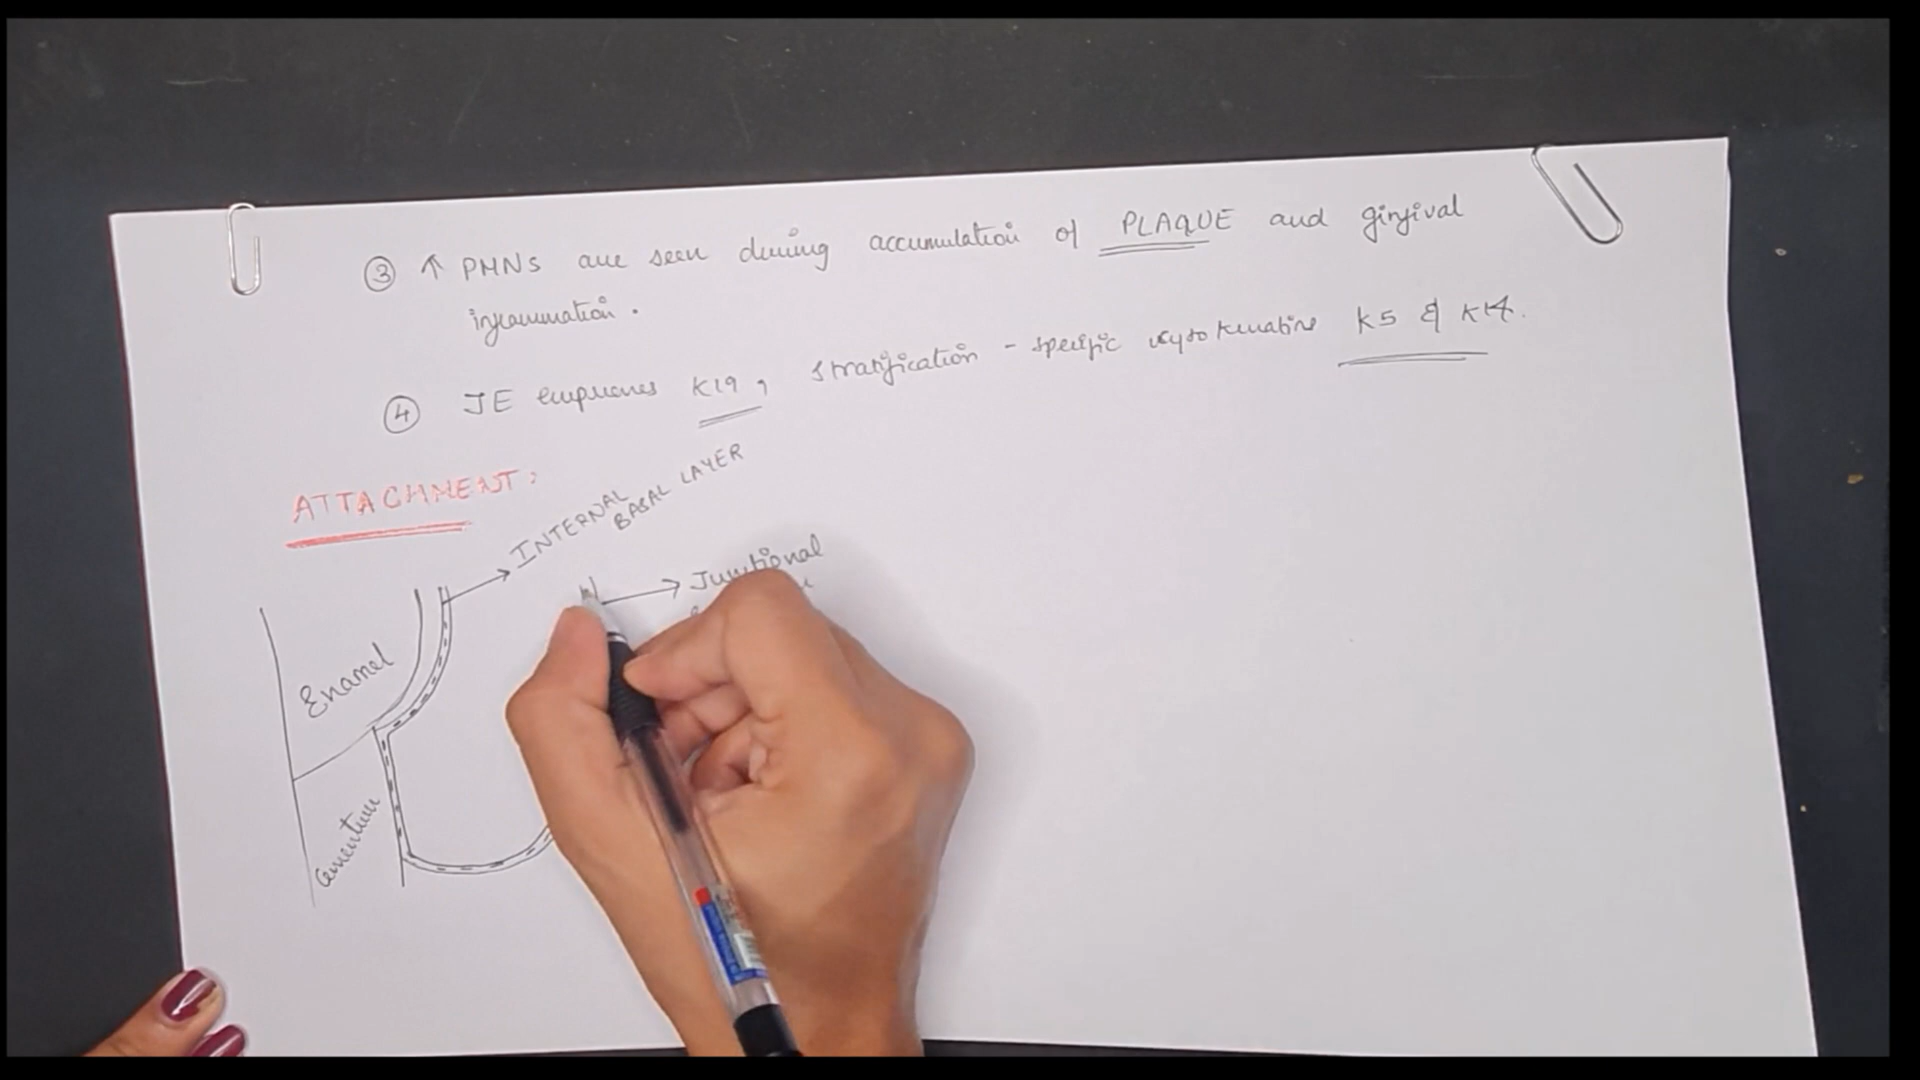 ③ ↑ PMNs are seen during accumulation of PLAQUE and gingival
inflammation.
④ JE expresses K19, stratification - specific cytokeratins K5 & K14.
ATTACHMENT:
INTERNAL
BASAL LAYER
Junctional
Enamel
Cementum